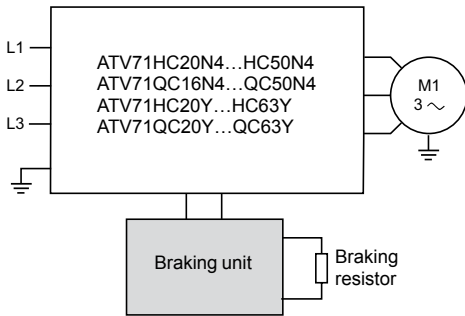 L1
L2
L3
ATV71HC20N4...HC50N4
ATV71QC16N4...QC50N4
ATV71HC20Y...HC63Y
ATV71QC20Y...QC63Y
M1
3 ~
Braking unit
Braking
resistor